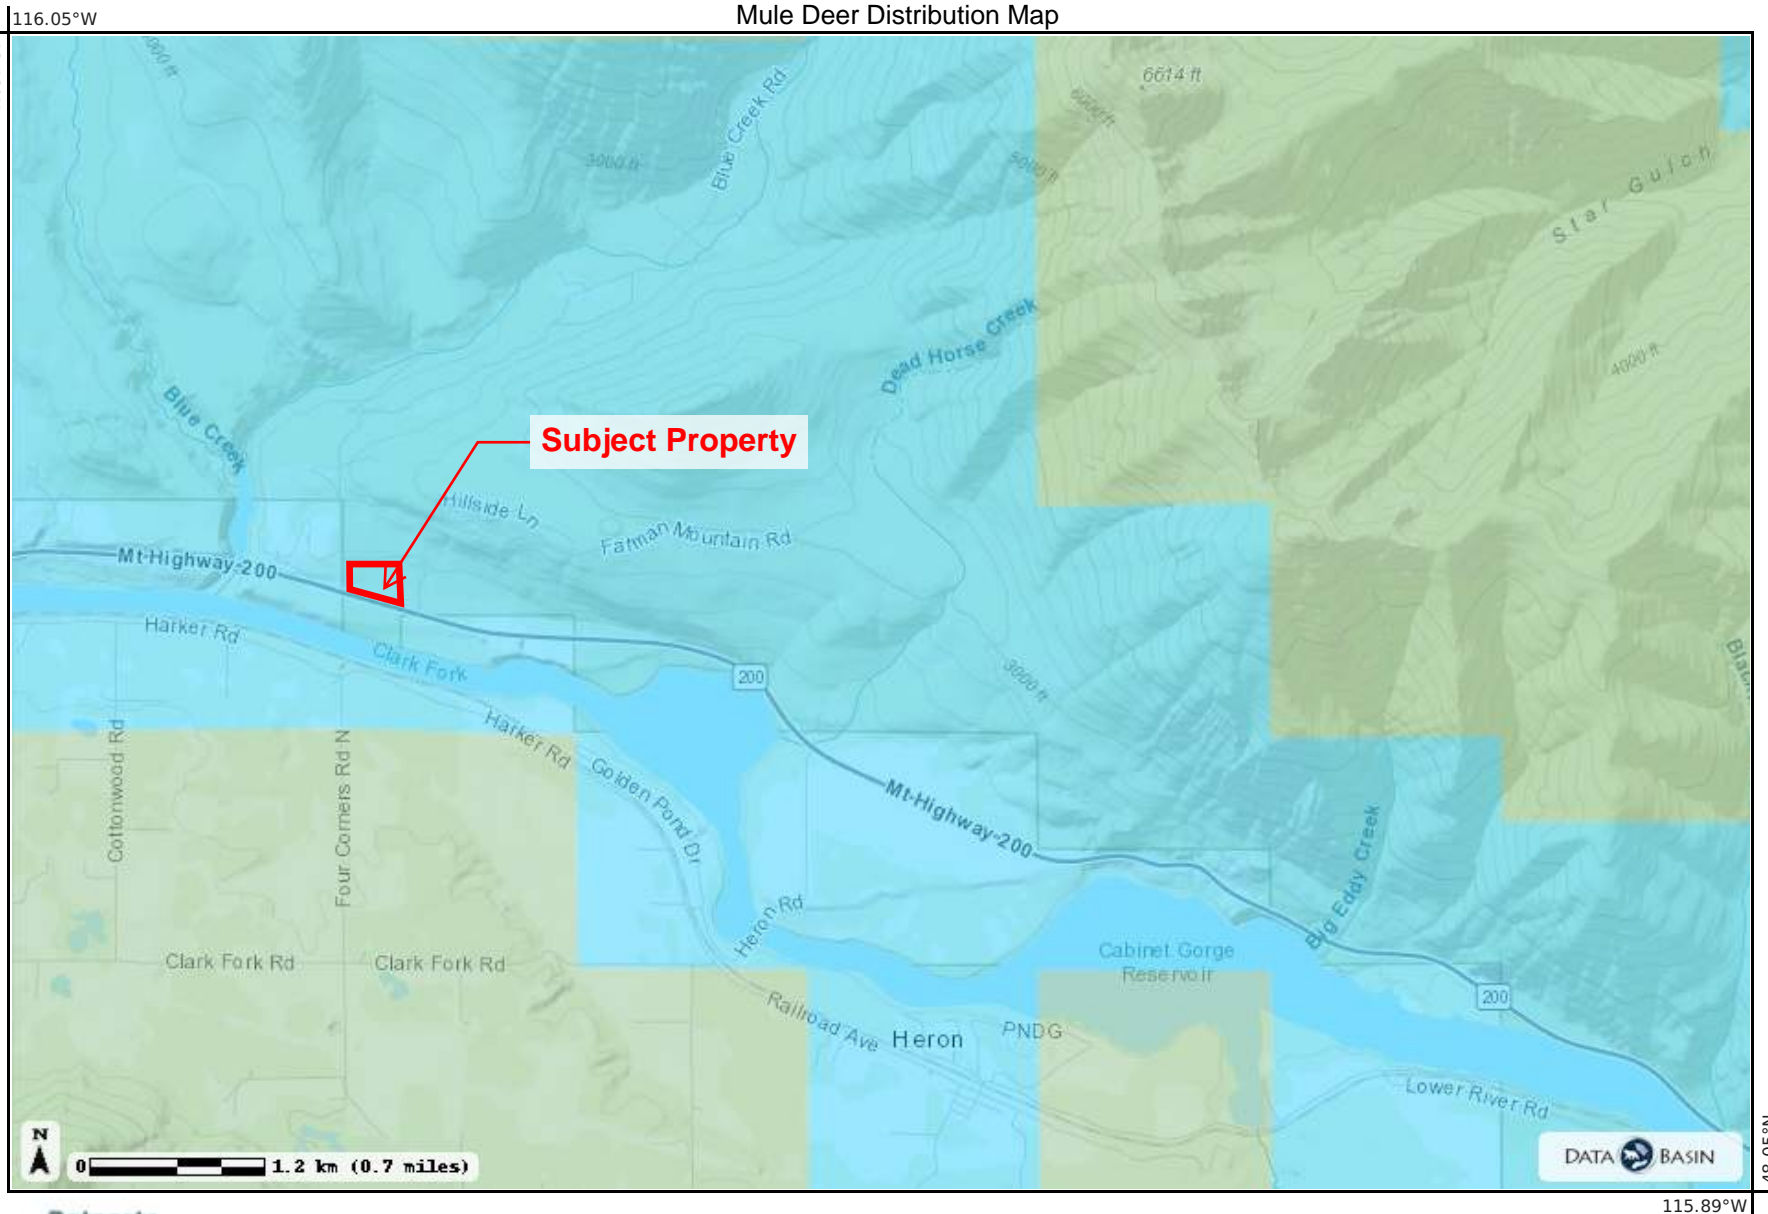 116.05°W
Mule Deer Distribution Map
6614 ft
6000 ft
5000 ft
3000 ft
Blue Creek Rd
Star Gulch
4000 ft
Dead Horse Creek
Blue Creek
Subject Property
Hillside Ln
Fatman Mountain Rd
Mt-Highway-200
Harker Rd
Clark Fork
200
3000 ft
Harker Rd
Cottonwood Rd
Four Corners Rd N
Golden Pond Dr
Mt-Highway-200
Big Eddy Creek
Heron Rd
Clark Fork Rd
Clark Fork Rd
Cabinet Gorge
Reservoir
200
Railroad Ave
Heron
PNDG
Lower River Rd
N
0
1.2 km (0.7 miles)
DATA BASIN
115.89°W